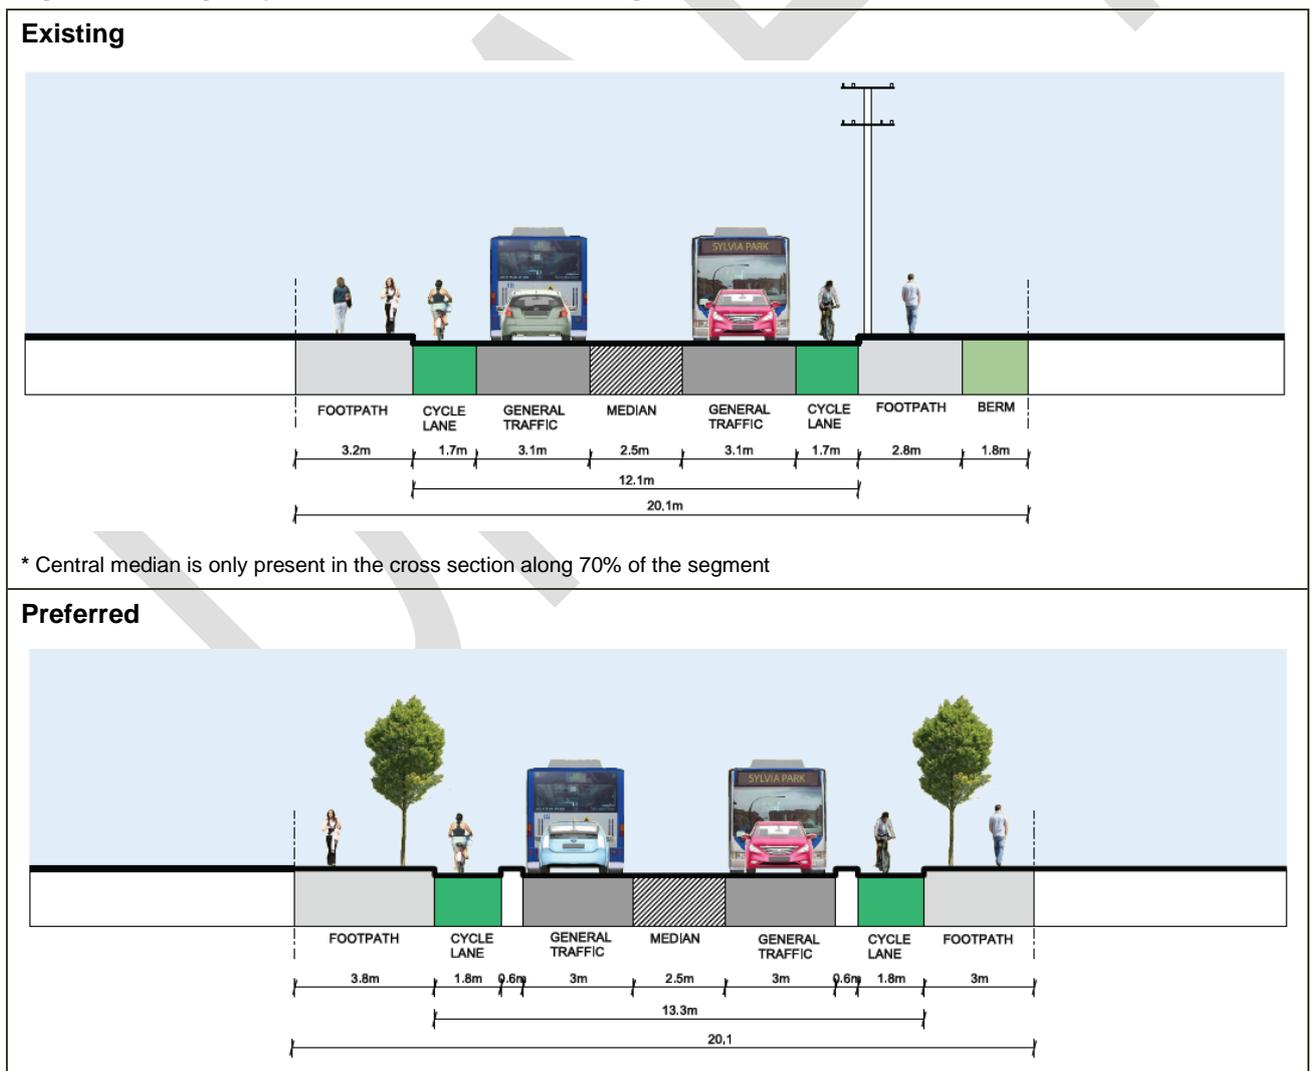 Existing
SYLVIA PARK
FOOTPATH
CYCLE
LANE
GENERAL
TRAFFIC
MEDIAN
GENERAL
TRAFFIC
CYCLE
LANE
FOOTPATH
BERM
3.2m 1.7m 3.1m 2.5m 3.1m 1.7m 2.8m 1.8m
12.1m
20.1m
* Central median is only present in the cross section along 70% of the segment
Preferred
SYLVIA PARK
FOOTPATH
CYCLE
LANE
GENERAL
TRAFFIC
MEDIAN
GENERAL
TRAFFIC
CYCLE
LANE
FOOTPATH
3.8m 1.8m 0.6m 3m 2.5m 3m 0.6m 1.8m 3m
13.3m
20,1